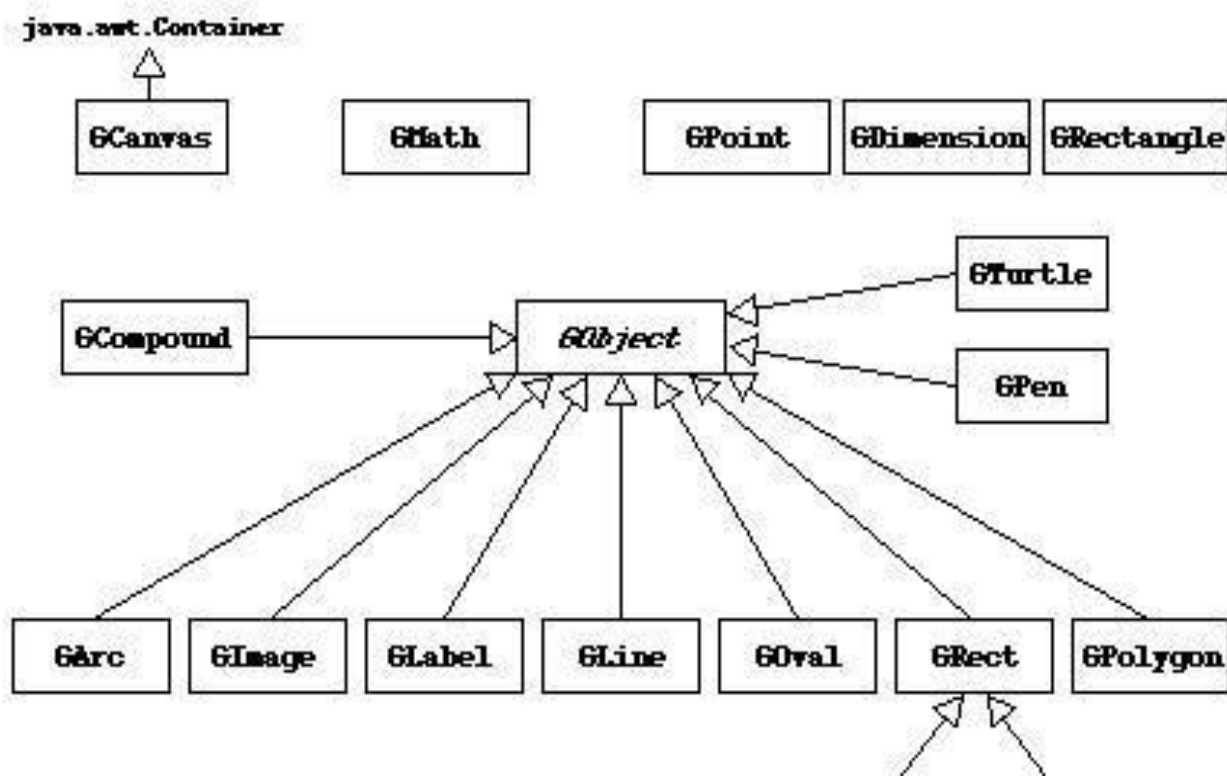 java.awt.Container
GCanvas
GMath
GPoint
GDimension
GRectangle
GTurtle
GCompound
GObject
GPen
GArc
GImage
GLabel
GLine
GOval
GRect
GPolygon